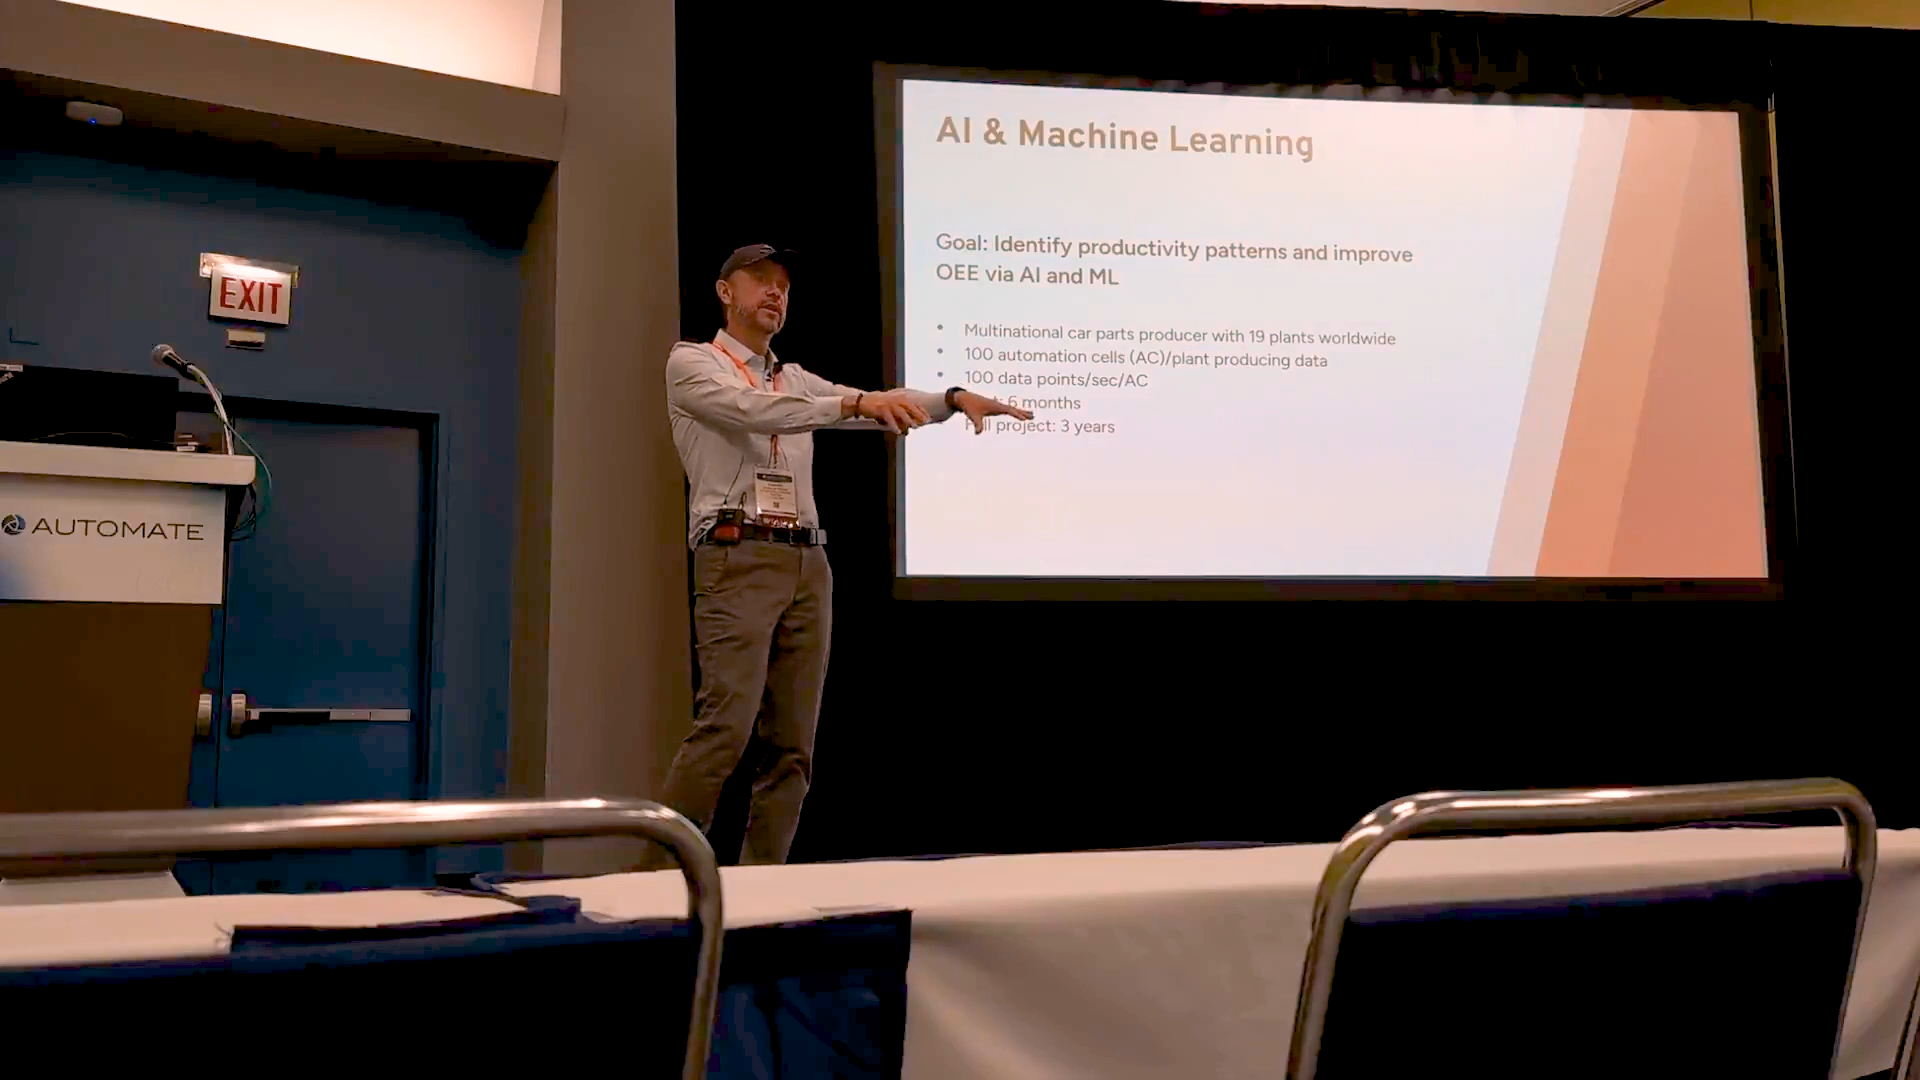 EXIT
AUTOMATE
AI & Machine Learning
Goal: Identify productivity patterns and improve
OEE via AI and ML
• Multinational car parts producer with 19 plants worldwide
• 100 automation cells (AC)/plant producing data
• 100 data points/sec/AC
6 months
project: 3 years